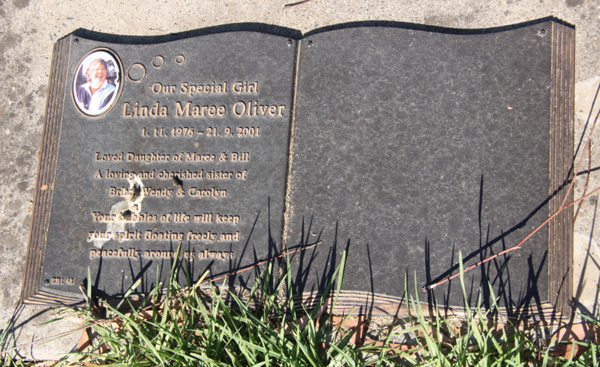 Our Special Girl
Linda Maree Oliver
1. 11. 1976 - 21. 9. 2001
Loved Daughter of Maree & Bill
A loving and cherished sister of
Wendy & Carolyn
Your bubbles of life will keep
your spirit floating freely and
peacefully around us always